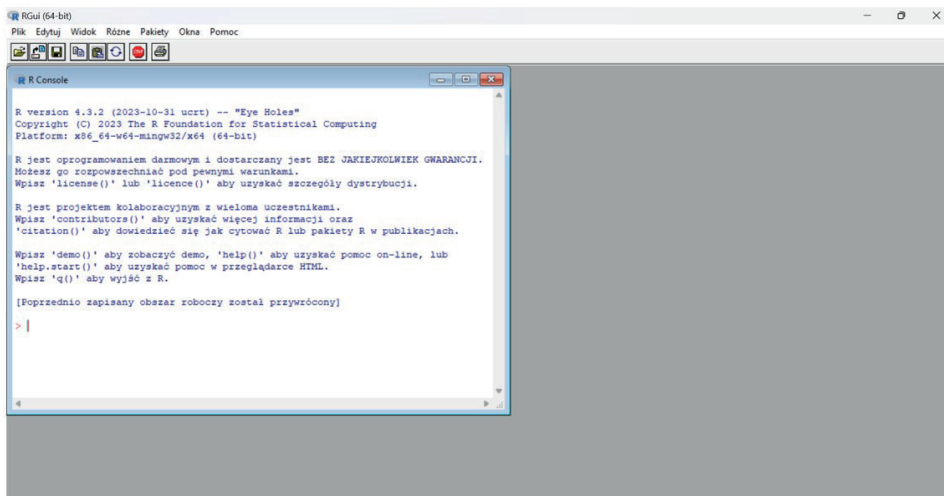 RGui (64-bit)
Plik Edytuj Widok Różne Pakiety Okna Pomoc
STOP
R Console
R version 4.3.2 (2023-10-31 ucrt) -- "Eye Holes"
Copyright (C) 2023 The R Foundation for Statistical Computing
Platform: x86_64-w64-mingw32/x64 (64-bit)
R jest oprogramowaniem darmowym i dostarczany jest BEZ JAKIEJKOLWIEK GWARANCJI.
Możesz go rozpowszechniać pod pewnymi warunkami.
Wpisz 'license()' lub 'licence()' aby uzyskać szczegóły dystrybucji.
R jest projektem kolaboracyjnym z wieloma uczestnikami.
Wpisz 'contributors()' aby uzyskać więcej informacji oraz
'citation()' aby dowiedzieć się jak cytować R lub pakiety R w publikacjach.
Wpisz 'demo()' aby zobaczyć demo, 'help()' aby uzyskać pomoc on-line, lub
'help.start()' aby uzyskać pomoc w przeglądarce HTML.
Wpisz 'q()' aby wyjść z R.
[Poprzednio zapisany obszar roboczy został przywrócony]
>